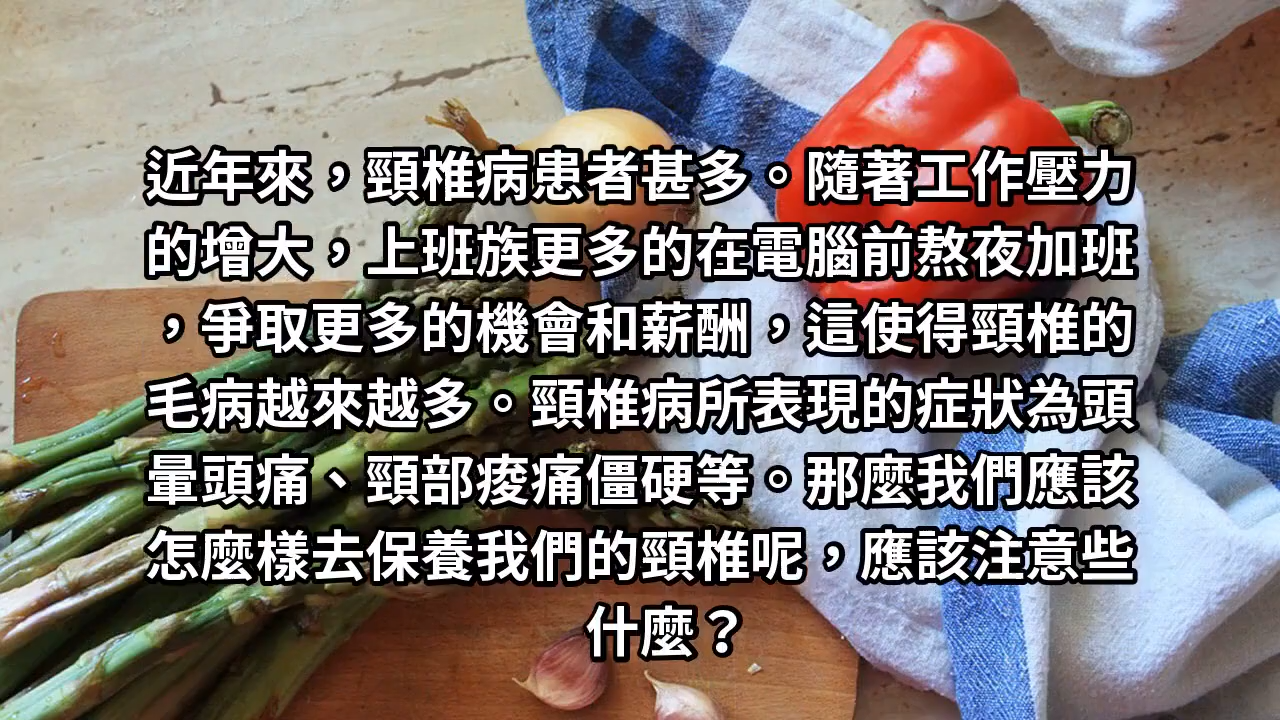 近年來，頸椎病患者甚多。隨著工作壓力
的增大，上班族更多的在電腦前熬夜加班
，爭取更多的機會和薪酬，這使得頸椎的
毛病越來越多。頸椎病所表現的症狀為頭
暈頭痛、頸部痠痛僵硬等。那麼我們應該
怎麼樣去保養我們的頸椎呢，應該注意些
什麼？